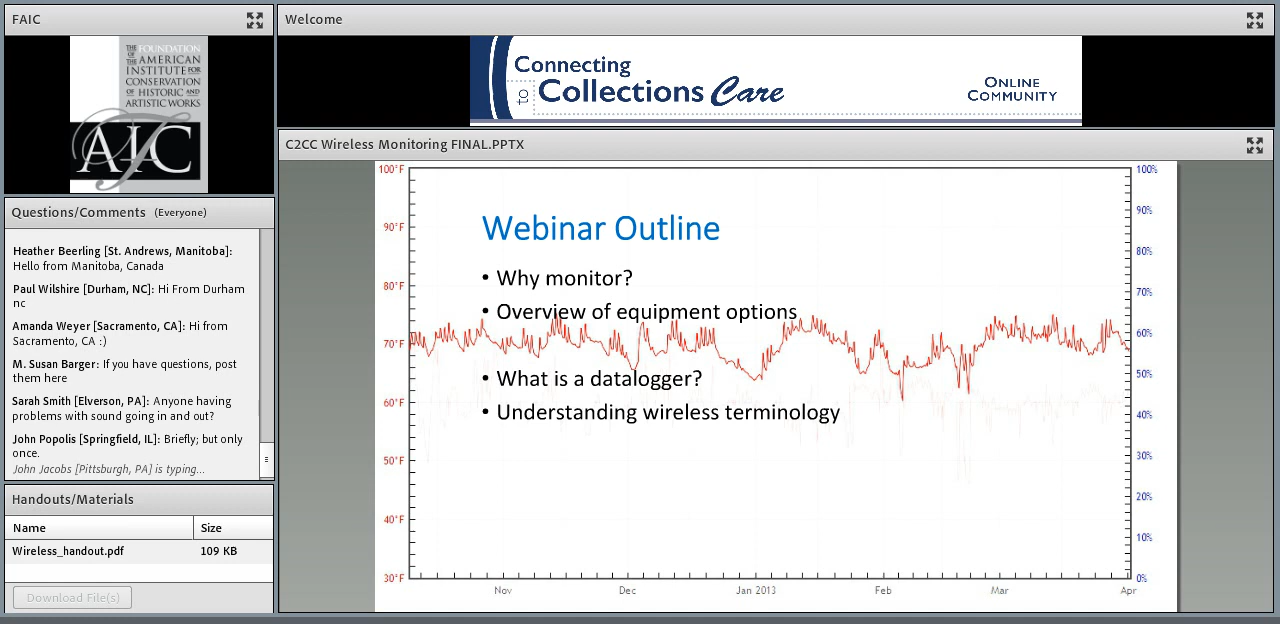 FAIC
THE FOUNDATION
OF THE AMERICAN
INSTITUTE FOR
CONSERVATION
OF HISTORIC AND
ARTISTIC WORKS
FAIC
Questions/Comments (Everyone)
Heather Beerling [St. Andrews, Manitoba]:
Hello from Manitoba, Canada
Paul Wilshire [Durham, NC]: Hi From Durham
nc
Amanda Weyer [Sacramento, CA]: Hi from
Sacramento, CA :)
M. Susan Barger: If you have questions, post
them here
Sarah Smith [Elverson, PA]: Anyone having
problems with sound going in and out?
John Popolis [Springfield, IL]: Briefly; but only
once.
John Jacobs [Pittsburgh, PA] is typing...
Handouts/Materials
Name Size
Wireless_handout.pdf 109 KB
Download File(s)
Welcome
Connecting
to Collections Care
ONLINE
COMMUNITY
C2CC Wireless Monitoring FINAL.PPTX
100°F 100%
90%
90°F
80%
80°F
70%
70°F 60%
50%
60°F 40%
50°F 30%
20%
40°F
10%
30°F 0%
Webinar Outline
• Why monitor?
• Overview of equipment options
• What is a datalogger?
• Understanding wireless terminology
Nov Dec Jan 2013 Feb Mar Apr